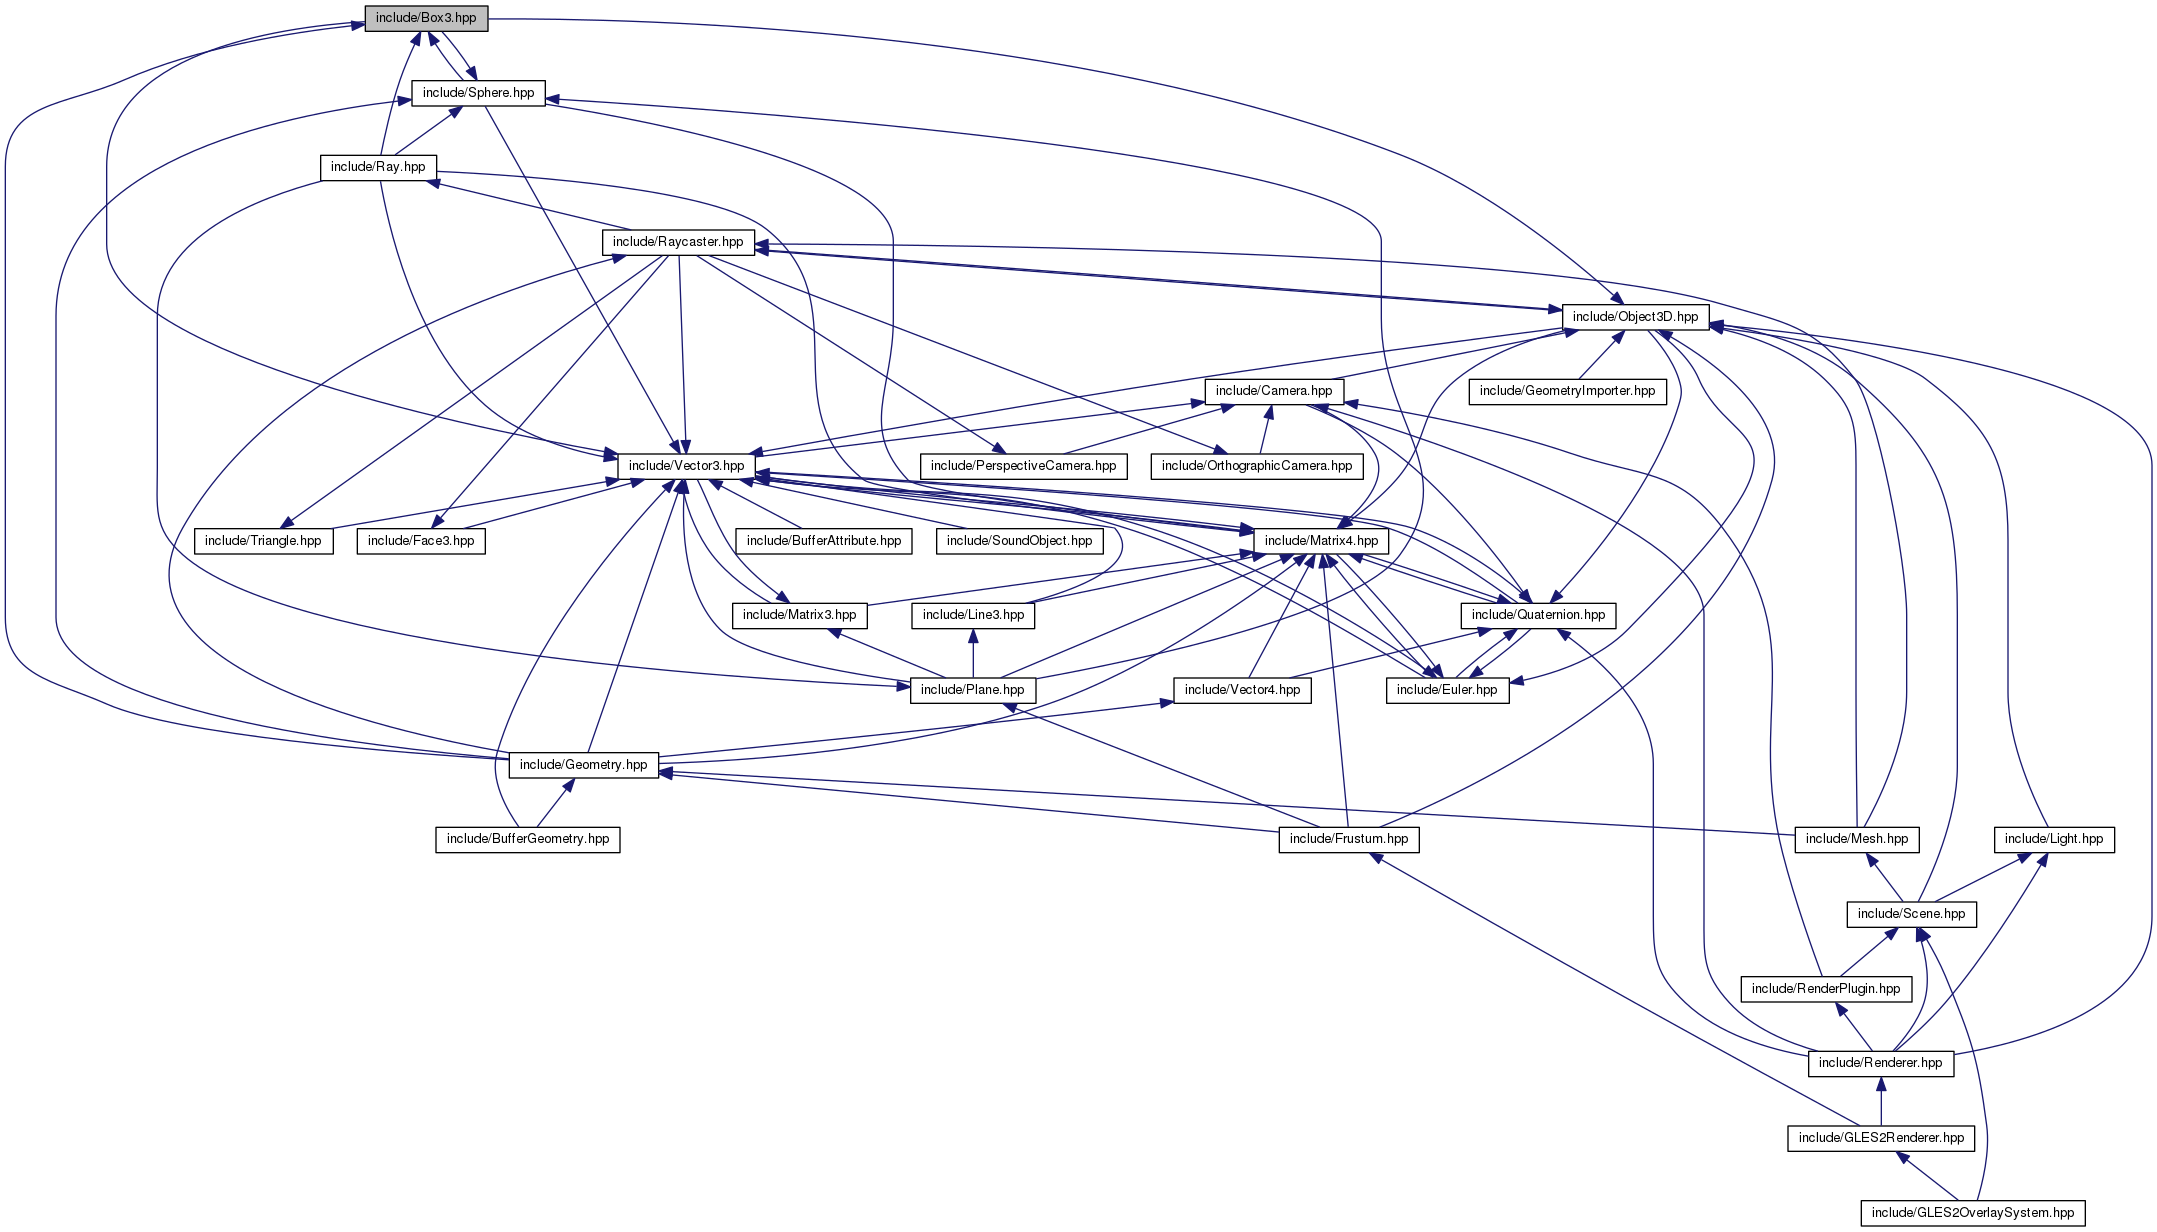 include/Box3.hpp
include/Sphere.hpp
include/Ray.hpp
include/Raycaster.hpp
include/Object3D.hpp
include/Camera.hpp
include/GeometryImporter.hpp
include/Vector3.hpp
include/PerspectiveCamera.hpp
include/OrthographicCamera.hpp
include/Triangle.hpp
include/Face3.hpp
include/BufferAttribute.hpp
include/SoundObject.hpp
include/Matrix4.hpp
include/Matrix3.hpp
include/Line3.hpp
include/Quaternion.hpp
include/Plane.hpp
include/Vector4.hpp
include/Euler.hpp
include/Geometry.hpp
include/BufferGeometry.hpp
include/Frustum.hpp
include/Mesh.hpp
include/Light.hpp
include/Scene.hpp
include/RenderPlugin.hpp
include/Renderer.hpp
include/GLES2Renderer.hpp
include/GLES2OverlaySystem.hpp